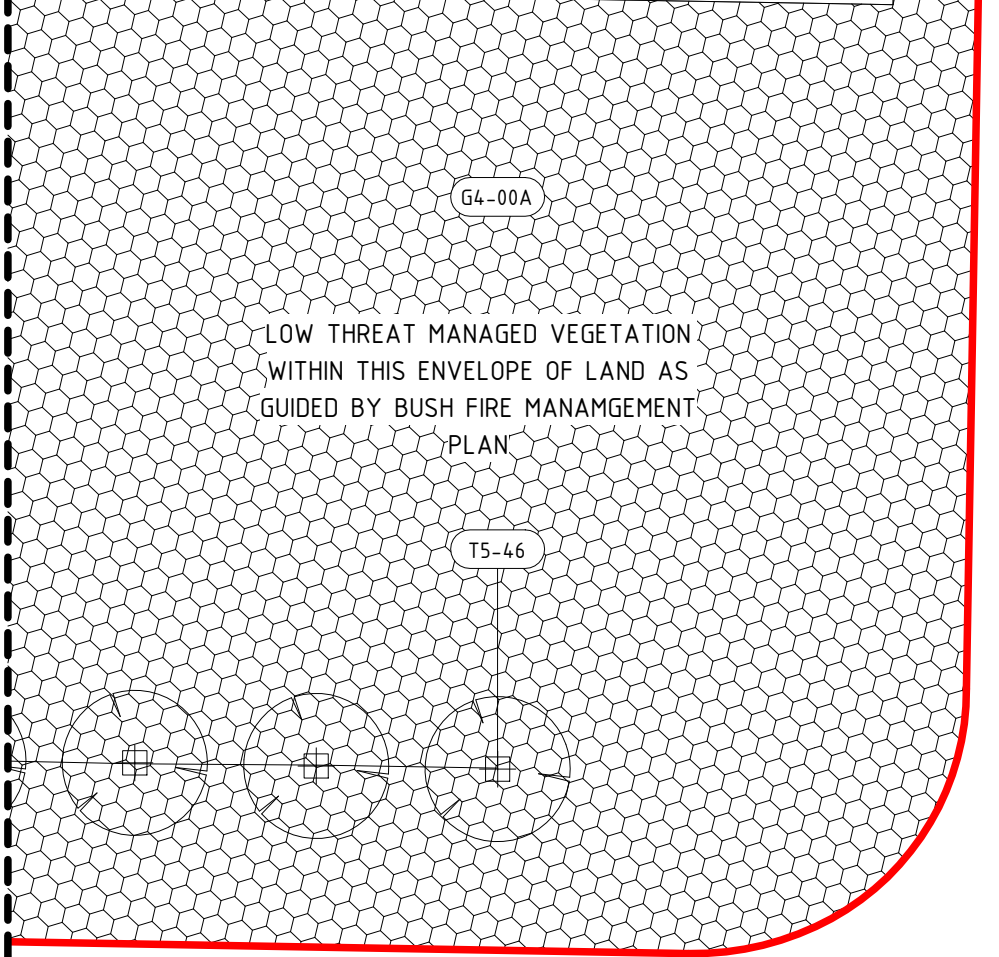 G4-00A
LOW THREAT MANAGED VEGETATION
WITHIN THIS ENVELOPE OF LAND AS
GUIDED BY BUSH FIRE MANAMGEMENT
PLAN
T5-46